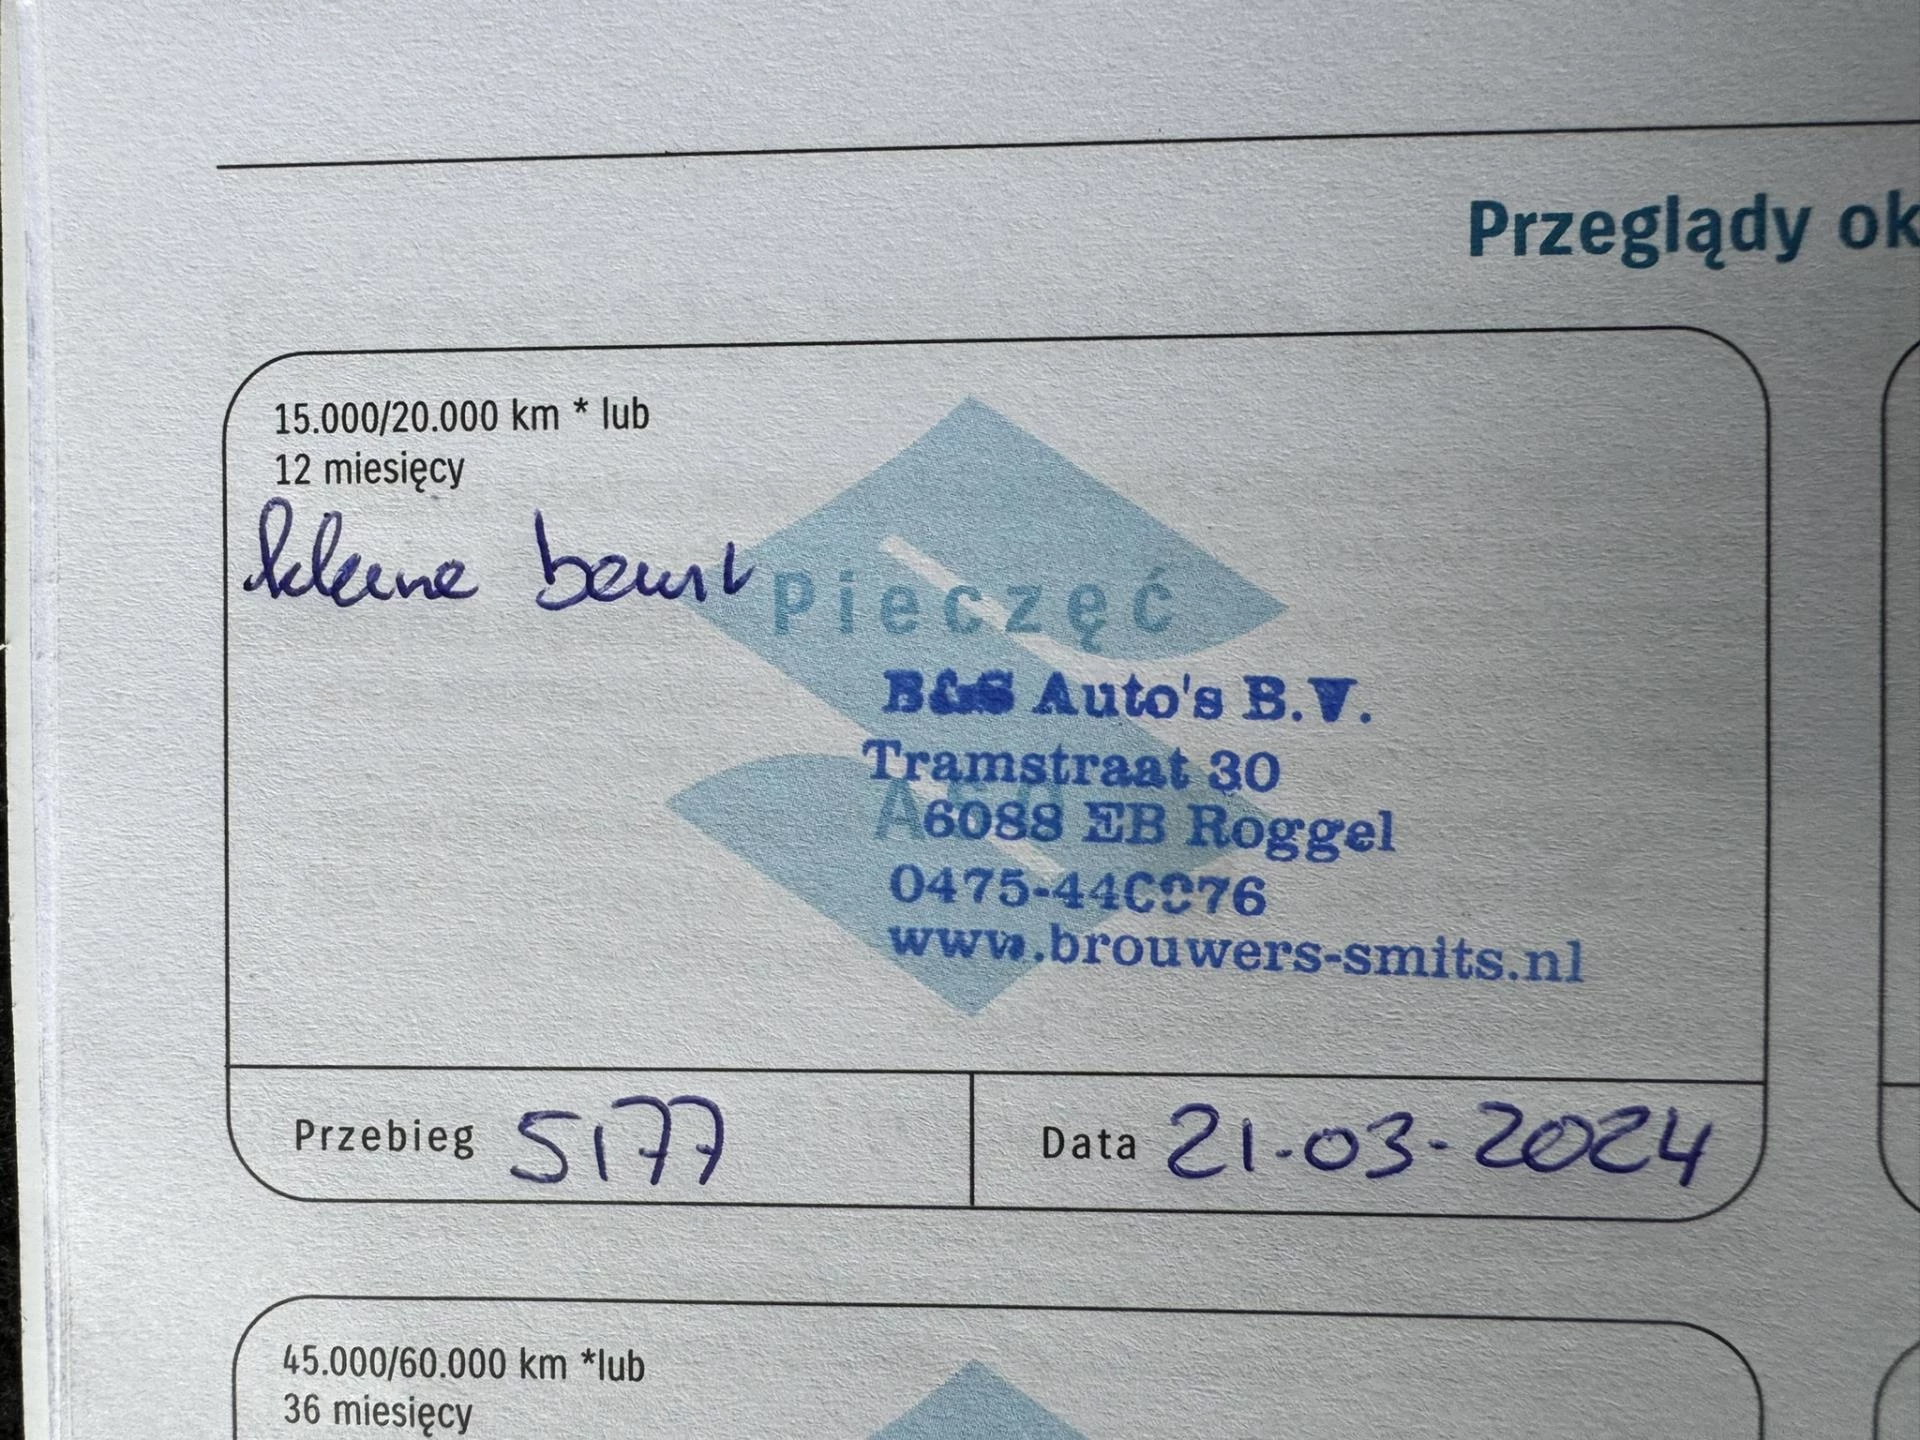 Przeglądy ok
15.000/20.000 km * lub
12 miesięcy
kleine beurt
Pieczęć
B&S Auto's B.V.
Tramstraat 30
6088 EB Roggel
www.brouwers-smits.nl
Przebieg 5177
Data 21-03-2024
45.000/60.000 km *lub
36 miesięcy